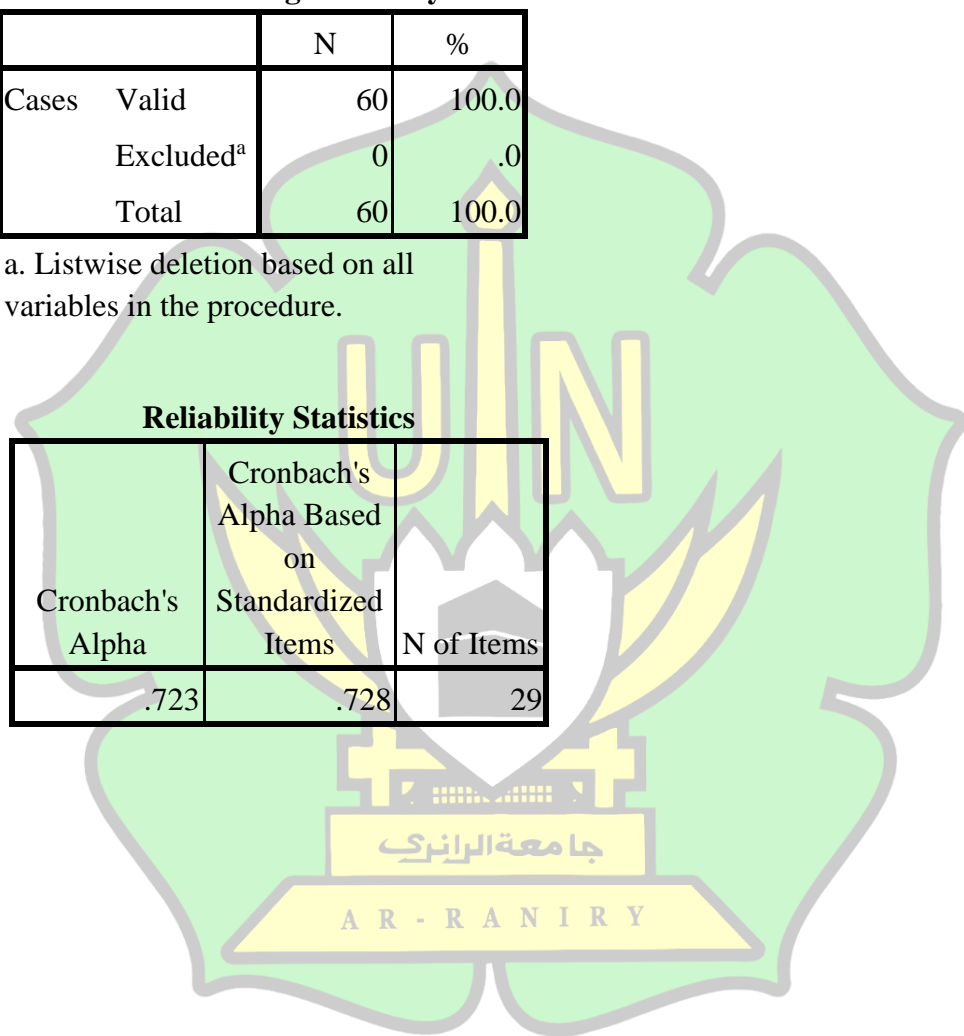 N %
Cases Valid 60 100.0
Excludedᵃ 0 .0
Total 60 100.0
a. Listwise deletion based on all
variables in the procedure.
Reliability Statistics
Cronbach's Alpha
Cronbach's Alpha Based on Standardized Items
N of Items
.723 .728 29
UIN
جامعة الرانري
AR-RANIRY